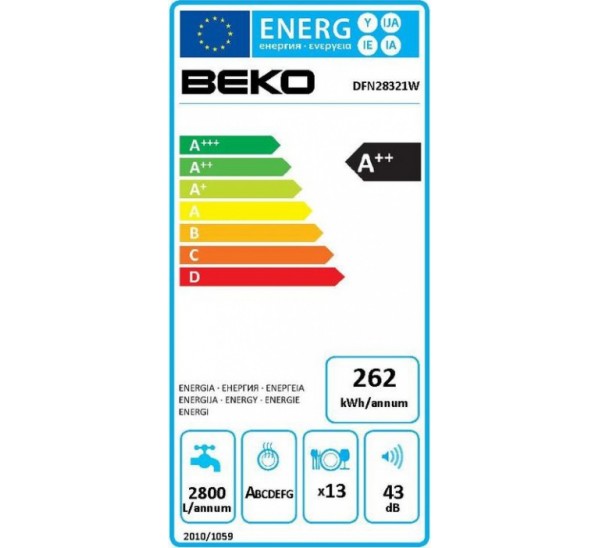 ENERG Y IJA
енергия · ενεργεια IE IA
BEKO DFN28321W
A+++
A++ A++
A+
A
B
C
D
262
kWh/annum
ENERGIA · ЕНЕРГИЯ · ΕΝΕΡΓΕΙΑ
ENERGIJA · ENERGY · ENERGIE
ENERGI
2800
L/annum
ABCDEFG
x13
43
dB
2010/1059